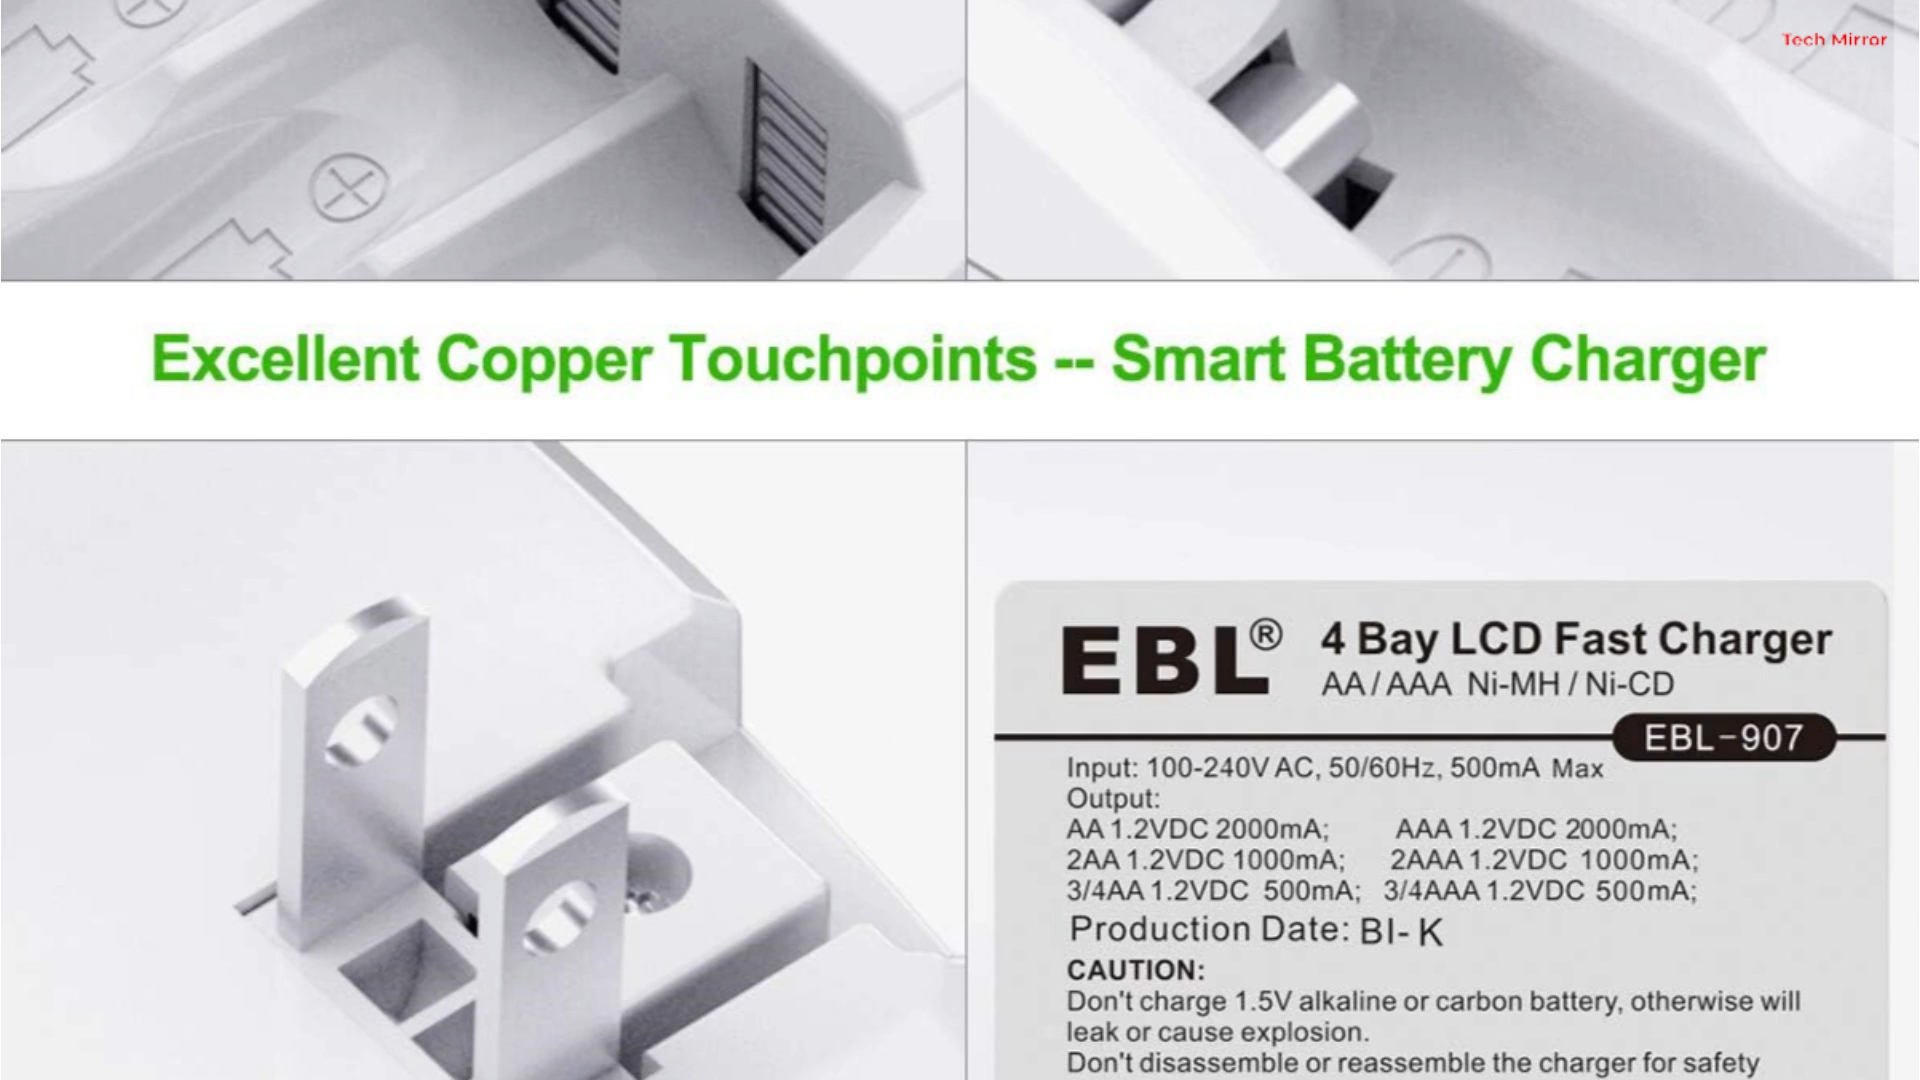 Tech Mirror
Excellent Copper Touchpoints -- Smart Battery Charger
EBL® 4 Bay LCD Fast Charger
AA/AAA Ni-MH/Ni-CD
EBL-907
Input: 100-240V AC, 50/60Hz, 500mA Max
Output:
AA 1.2VDC 2000mA; AAA 1.2VDC 2000mA;
2AA 1.2VDC 1000mA; 2AAA 1.2VDC 1000mA;
3/4AA 1.2VDC 500mA; 3/4AAA 1.2VDC 500mA;
Production Date: BI-K
CAUTION:
Don't charge 1.5V alkaline or carbon battery, otherwise will
leak or cause explosion.
Don't disassemble or reassemble the charger for safety